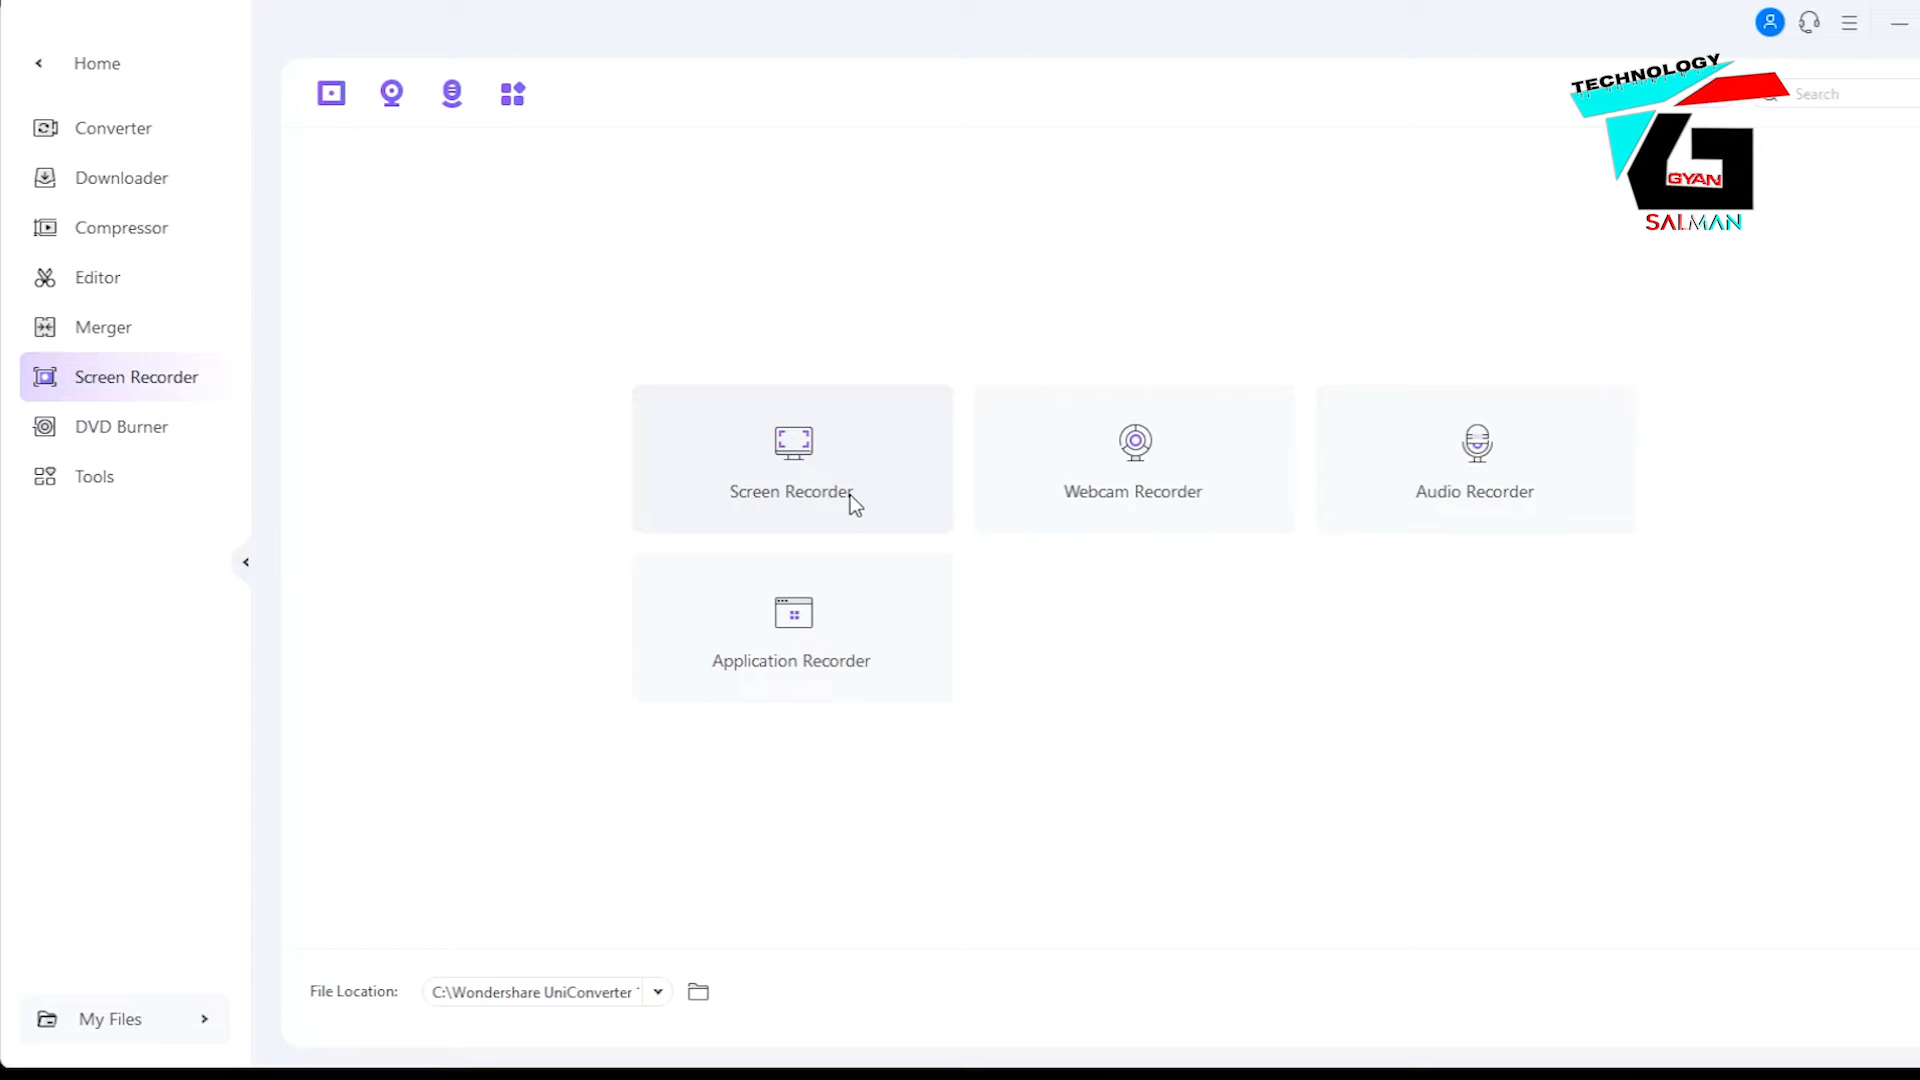 Home
Converter
Downloader
Compressor
Editor
Merger
Screen Recorder
DVD Burner
Tools
My Files
TECHNOLOGY
GYAN
SALMAN
Search
Screen Recorder
Webcam Recorder
Audio Recorder
Application Recorder
File Location:
C:\Wondershare UniConverter